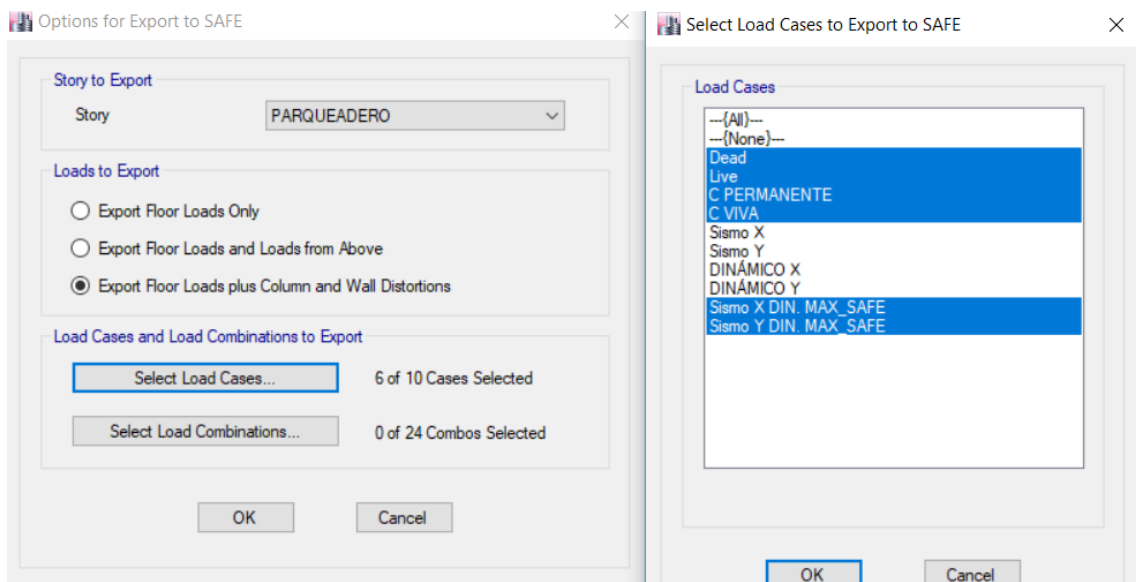 Options for Export to SAFE
Story to Export
Story PARQUEADERO
Loads to Export
Export Floor Loads Only
Export Floor Loads and Loads from Above
Export Floor Loads plus Column and Wall Distortions
Load Cases and Load Combinations to Export
Select Load Cases... 6 of 10 Cases Selected
Select Load Combinations... 0 of 24 Combos Selected
OK Cancel
Select Load Cases to Export to SAFE
Load Cases
---{All}---
---{None}---
Dead
Live
C PERMANENTE
C VIVA
Sismo X
Sismo Y
DINÁMICO X
DINÁMICO Y
Sismo X DIN. MAX_SAFE
Sismo Y DIN. MAX_SAFE
OK Cancel